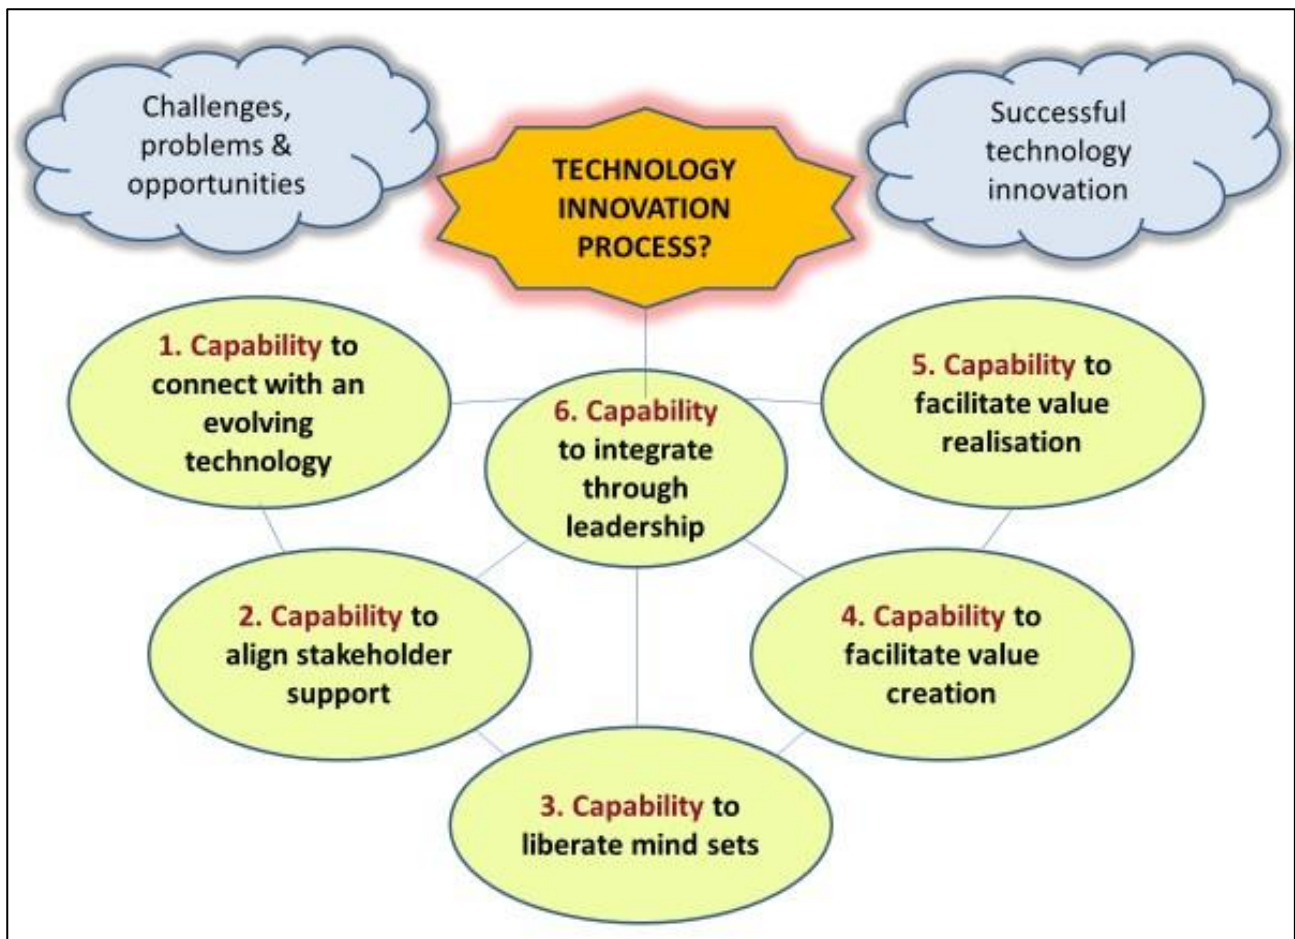 Challenges,
problems &
opportunities
TECHNOLOGY
INNOVATION
PROCESS?
Successful
technology
innovation
1. Capability to
connect with an
evolving
technology
2. Capability to
align stakeholder
support
3. Capability to
liberate mind sets
4. Capability to
facilitate value
creation
5. Capability to
facilitate value
realisation
6. Capability
to integrate
through
leadership